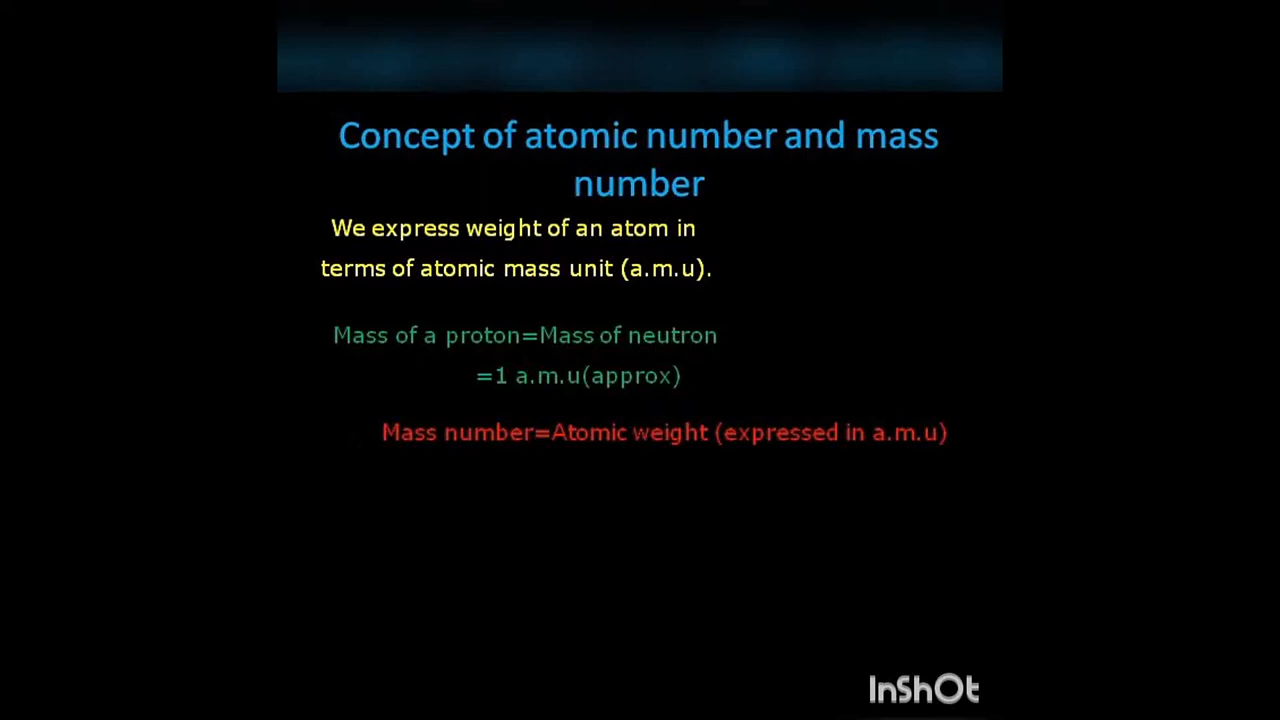 Concept of atomic number and mass
number
We express weight of an atom in
terms of atomic mass unit (a.m.u).
Mass of a proton=Mass of neutron
=1 a.m.u(approx)
Mass number=Atomic weight (expressed in a.m.u)
InShOt